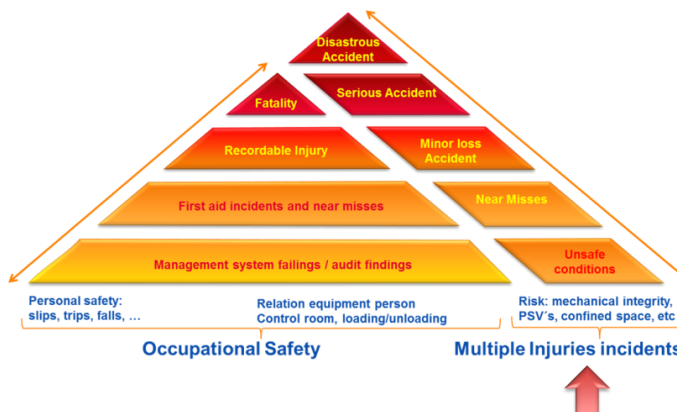 Disastrous
Accident
Fatality
Serious Accident
Recordable Injury
Minor loss
Accident
First aid incidents and near misses
Near Misses
Management system failings / audit findings
Unsafe
conditions
Personal safety:
slips, trips, falls, …
Relation equipment person
Control room, loading/unloading
Risk: mechanical integrity,
PSV´s, confined space, etc
Occupational Safety
Multiple Injuries incidents